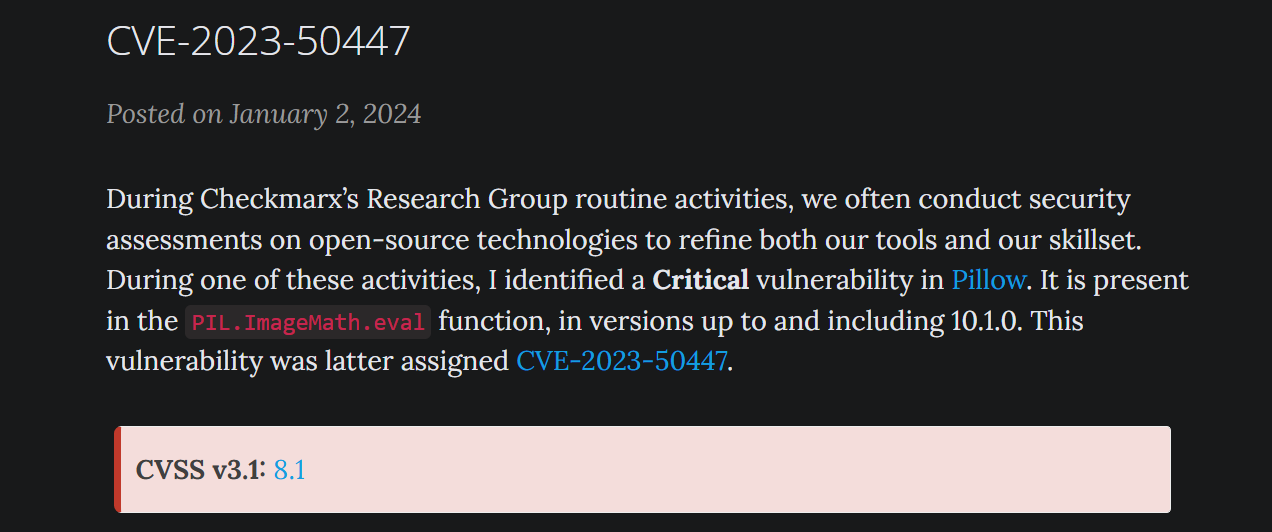 CVE-2023-50447
Posted on January 2, 2024
During Checkmarx’s Research Group routine activities, we often conduct security
assessments on open-source technologies to refine both our tools and our skillset.
During one of these activities, I identified a Critical vulnerability in Pillow. It is present
in the PIL.ImageMath.eval function, in versions up to and including 10.1.0. This
vulnerability was latter assigned CVE-2023-50447.
CVSS v3.1: 8.1